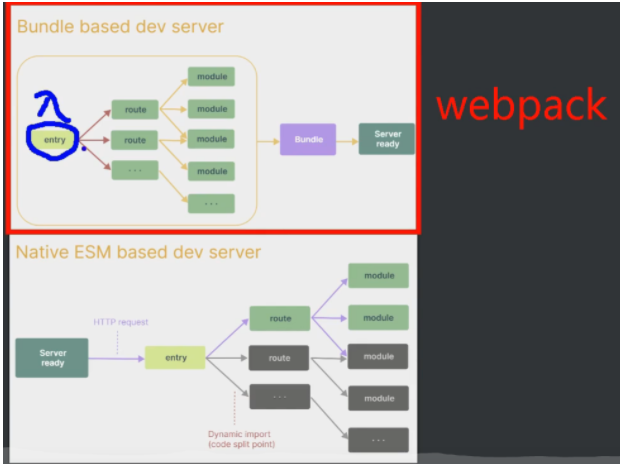 Bundle based dev server
webpack
module
route
module
入
entry
route
module
Bundle
Server
ready
...
module
...
Native ESM based dev server
module
HTTP request
route
module
Server
ready
entry
route
module
...
module
Dynamic import
(code split point)
...